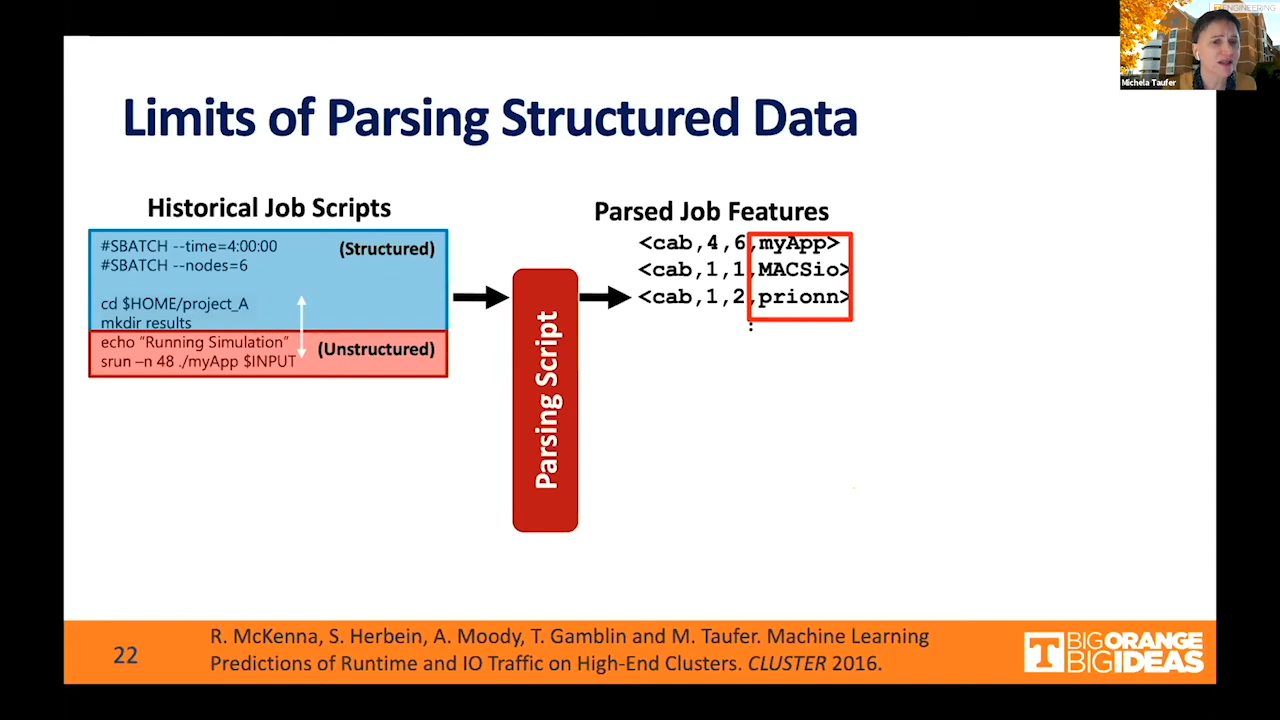 ENGINEERING
Michela Taufer
Limits of Parsing Structured Data
Historical Job Scripts
#SBATCH --time=4:00:00
(Structured)
#SBATCH --nodes=6
cd $HOME/project_A
mkdir results
echo "Running Simulation”
(Unstructured)
srun –n 48 ./myApp $INPUT
Parsing Script
Parsed Job Features
<cab,4,6,myApp>
<cab,1,1,MACSio>
<cab,1,2,prionn>
:
22
R. McKenna, S. Herbein, A. Moody, T. Gamblin and M. Taufer. Machine Learning
Predictions of Runtime and IO Traffic on High-End Clusters. CLUSTER 2016.
T
BIG ORANGE
BIG IDEAS